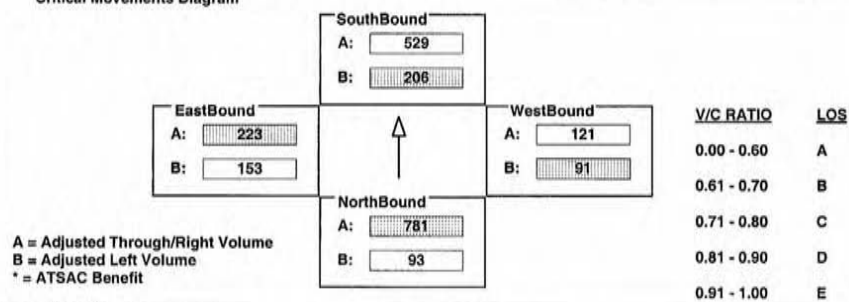 Critical Movements Diagram
SouthBound
A: 529
B: 206
EastBound
A: 223
B: 153
WestBound
A: 121
B: 91
NorthBound
A: 781
B: 93
A = Adjusted Through/Right Volume
B = Adjusted Left Volume
* = ATSAC Benefit
V/C RATIO LOS
0.00 - 0.60 A
0.61 - 0.70 B
0.71 - 0.80 C
0.81 - 0.90 D
0.91 - 1.00 E